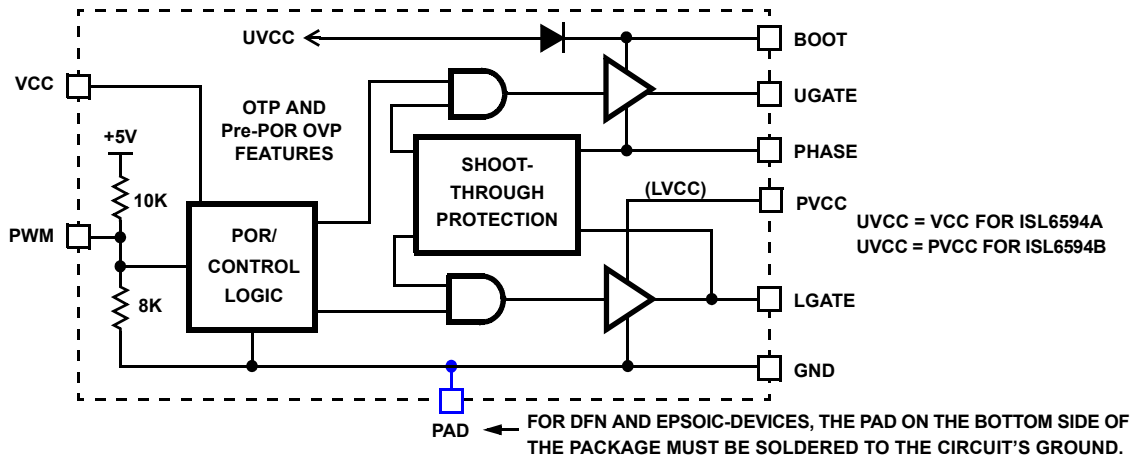 UVCC
BOOT
VCC
OTP AND
Pre-POR OVP
FEATURES
UGATE
+5V
SHOOT-
THROUGH
PROTECTION
PHASE
10K
(LVCC)
PVCC
UVCC = VCC FOR ISL6594A
UVCC = PVCC FOR ISL6594B
PWM
POR/
CONTROL
LOGIC
8K
LGATE
GND
PAD
FOR DFN AND EPSOIC-DEVICES, THE PAD ON THE BOTTOM SIDE OF
THE PACKAGE MUST BE SOLDERED TO THE CIRCUIT'S GROUND.